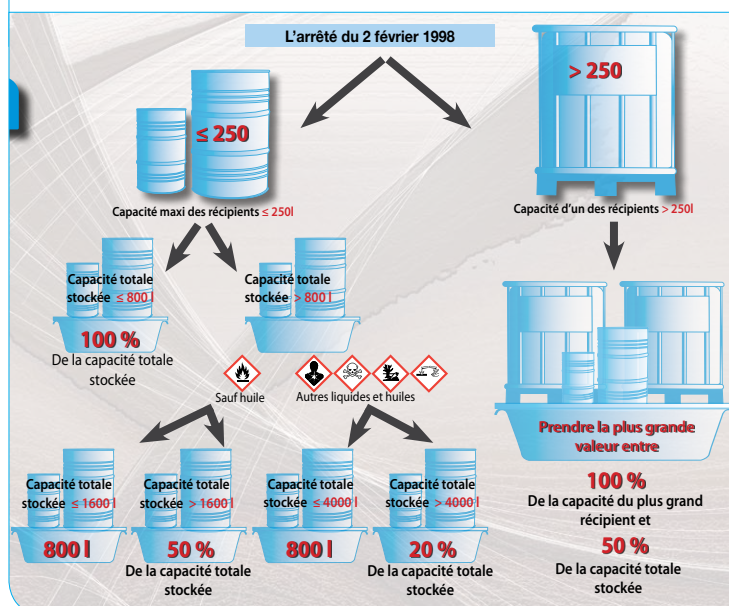 L'arrêté du 2 février 1998
≤ 250
> 250
Capacité maxi des récipients ≤ 250l
Capacité d'un des récipients > 250l
Capacité totale
stockée ≤ 800 l
100 %
De la capacité totale
stockée
Capacité totale
stockée > 800 l
Sauf huile
Autres liquides et huiles
Capacité totale
stockée ≤ 1600 l
800 l
Capacité totale
stockée > 1600 l
50 %
De la capacité totale
stockée
Capacité totale
stockée ≤ 4000 l
800 l
Capacité totale
stockée > 4000 l
20 %
De la capacité totale
stockée
Prendre la plus grande
valeur entre
100 %
De la capacité du plus grand
récipient et
50 %
De la capacité totale
stockée